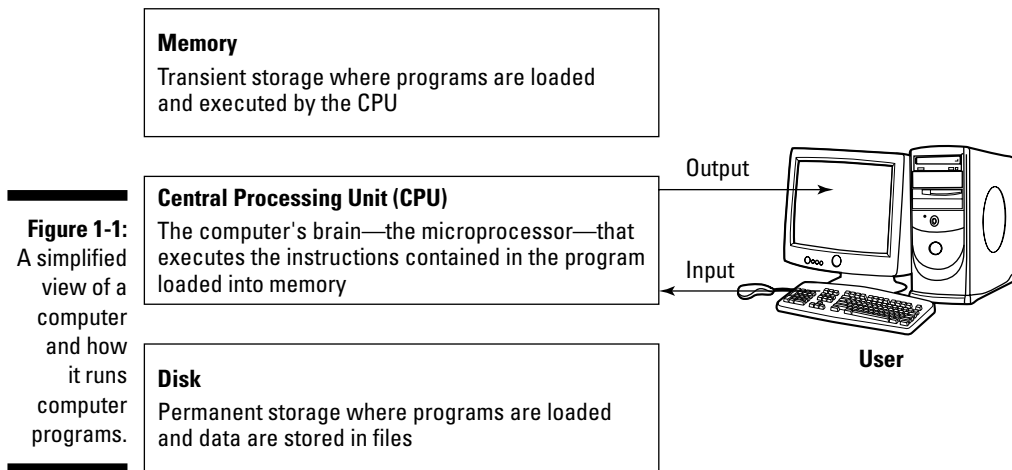 Memory
Transient storage where programs are loaded
and executed by the CPU
Central Processing Unit (CPU)
The computer's brain—the microprocessor—that
executes the instructions contained in the program
loaded into memory
Disk
Permanent storage where programs are loaded
and data are stored in files
Output
Input
User
Figure 1-1:
A simplified
view of a
computer
and how
it runs
computer
programs.